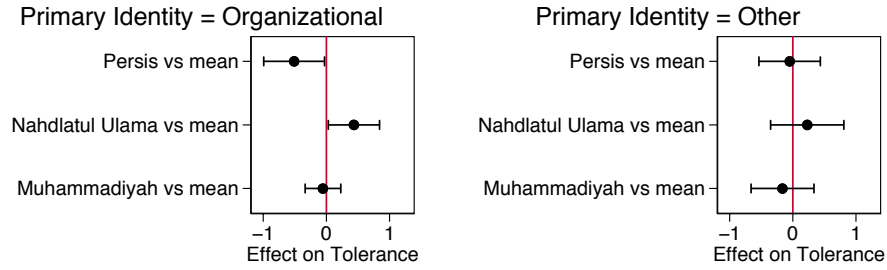 Primary Identity = Organizational
Persis vs mean
Nahdlatul Ulama vs mean
Muhammadiyah vs mean
−1 0 1
Effect on Tolerance
Primary Identity = Other
Persis vs mean
Nahdlatul Ulama vs mean
Muhammadiyah vs mean
−1 0 1
Effect on Tolerance